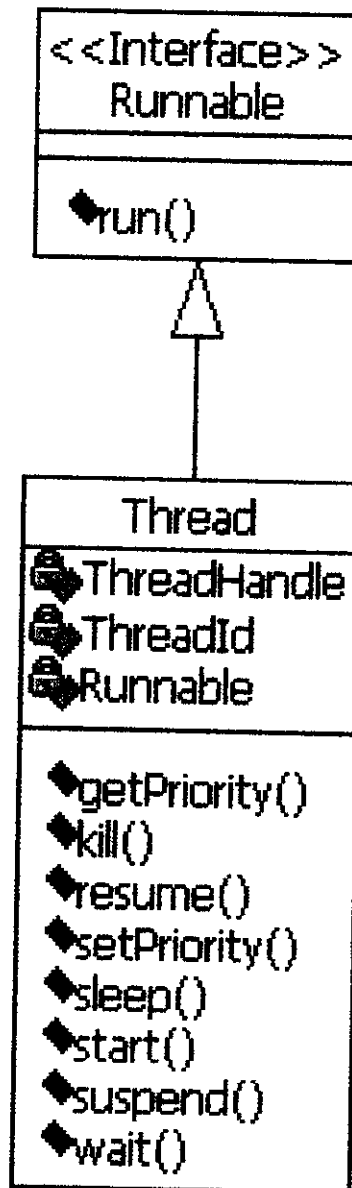 <<Interface>>
Runnable
run()
Thread
ThreadHandle
ThreadId
Runnable
getPriority()
kill()
resume()
setPriority()
sleep()
start()
suspend()
wait()